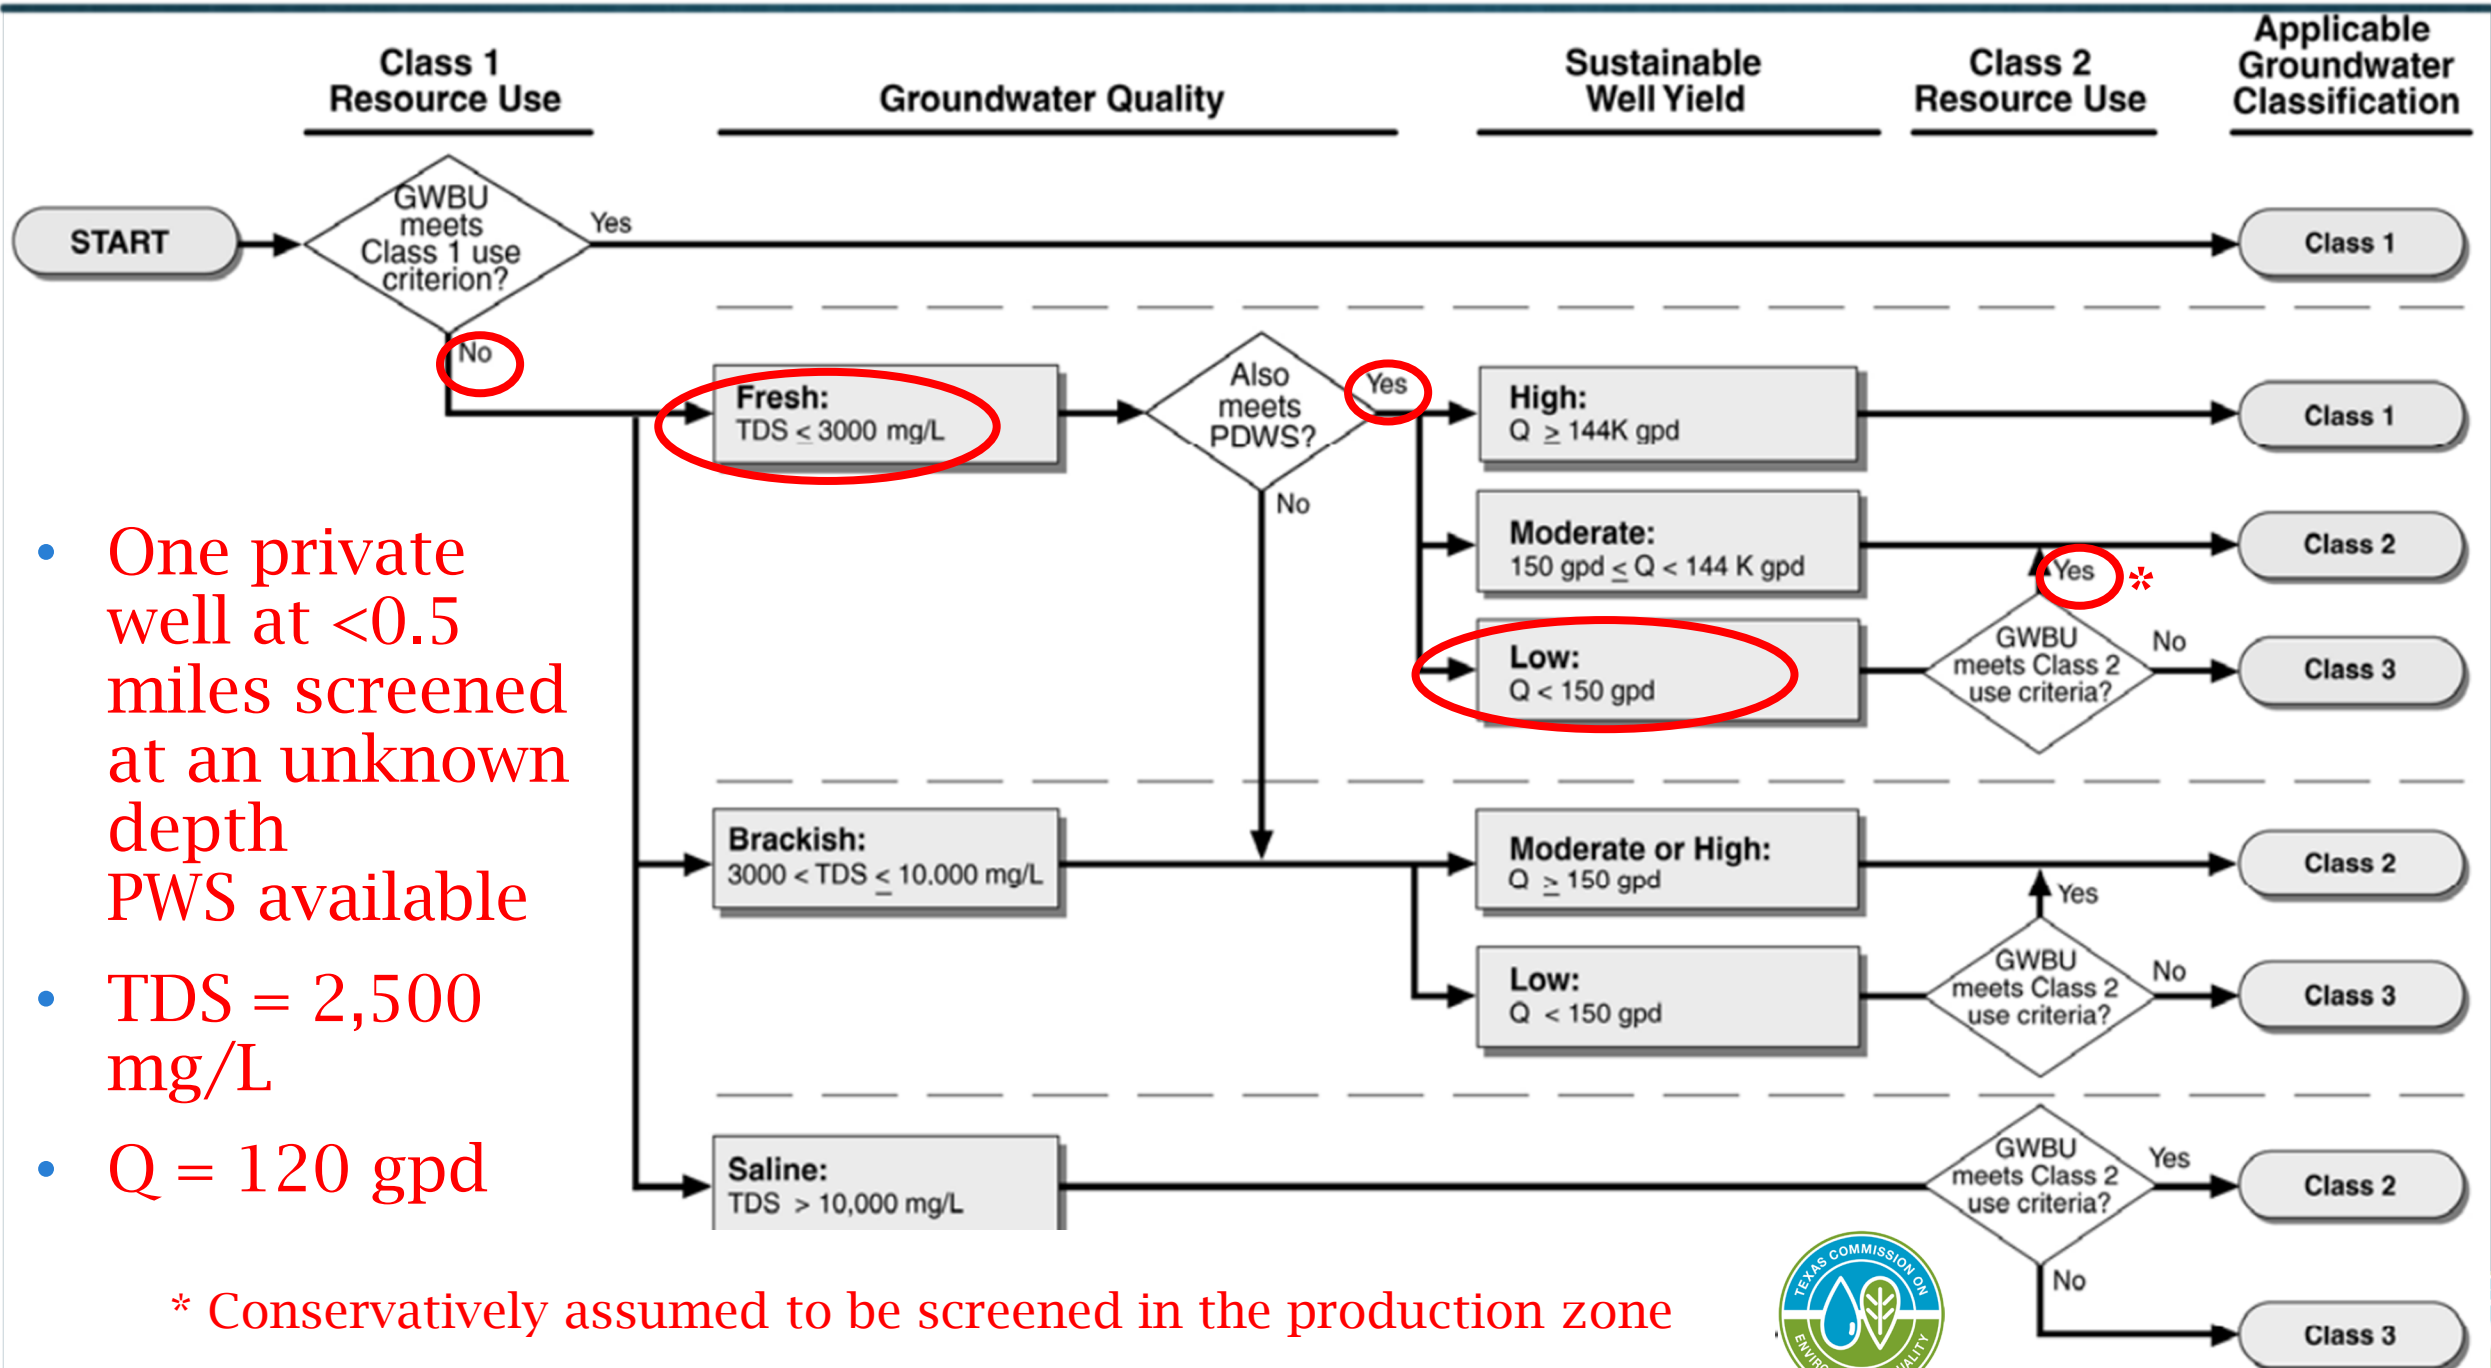 Class 1
Resource Use
Groundwater Quality
Sustainable
Well Yield
Class 2
Resource Use
Applicable
Groundwater
Classification
START
GWBU
meets
Class 1 use
criterion?
Yes
Class 1
No
Fresh:
TDS ≤ 3000 mg/L
Also
meets
PDWS?
Yes
No
High:
Q ≥ 144K gpd
Class 1
Moderate:
150 gpd ≤ Q < 144 K gpd
Class 2
Yes
*
Low:
Q < 150 gpd
GWBU
meets Class 2
use criteria?
No
Class 3
• One private
well at <0.5
miles screened
at an unknown
depth
PWS available
• TDS = 2,500
mg/L
• Q = 120 gpd
Brackish:
3000 < TDS ≤ 10.000 mg/L
Moderate or High:
Q ≥ 150 gpd
Class 2
Yes
Low:
Q < 150 gpd
GWBU
meets Class 2
use criteria?
No
Class 3
Saline:
TDS > 10,000 mg/L
GWBU
meets Class 2
use criteria?
Yes
Class 2
No
Class 3
* Conservatively assumed to be screened in the production zone
TEXAS COMMISSION ON